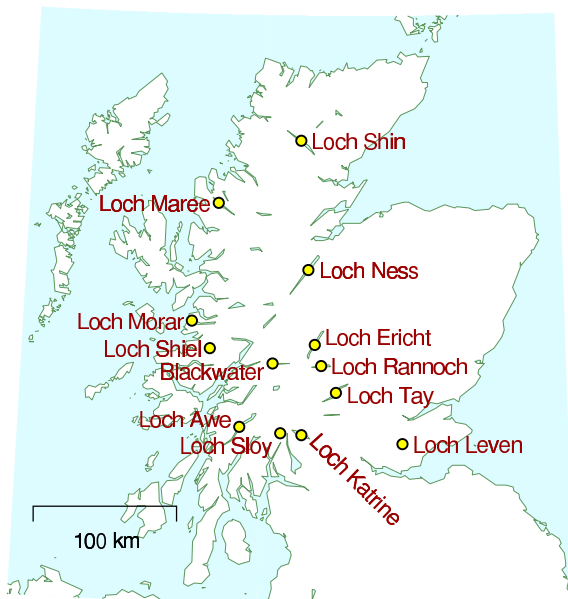 Loch Shin
Loch Maree
Loch Ness
Loch Morar
Loch Ericht
Loch Shiel
Loch Rannoch
Blackwater
Loch Tay
Loch Awe
Loch Sloy
Loch Leven
Loch Katrine
100 km